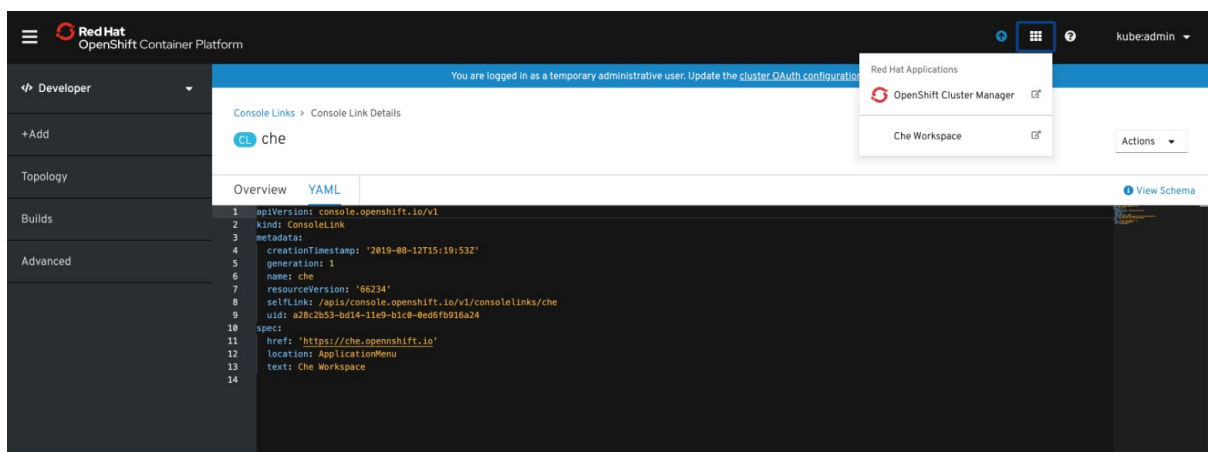 Red Hat
OpenShift Container Platform
kube:admin
Developer
You are logged in as a temporary administrative user. Update the cluster OAuth configuration
Red Hat Applications
OpenShift Cluster Manager
Che Workspace
Console Links > Console Link Details
CL che
Actions
+Add
Topology
Builds
Advanced
Overview YAML
View Schema
1 apiVersion: console.openshift.io/v1
2 kind: ConsoleLink
3 metadata:
4 creationTimestamp: '2019-08-12T15:19:53Z'
5 generation: 1
6 name: che
7 resourceVersion: '66234'
8 selfLink: /apis/console.openshift.io/v1/consolelinks/che
9 uid: a28c2b53-bd14-11e9-b1c0-0ed6fb916a24
10 spec:
11 href: 'https://che.opennshift.io'
12 location: ApplicationMenu
13 text: Che Workspace
14